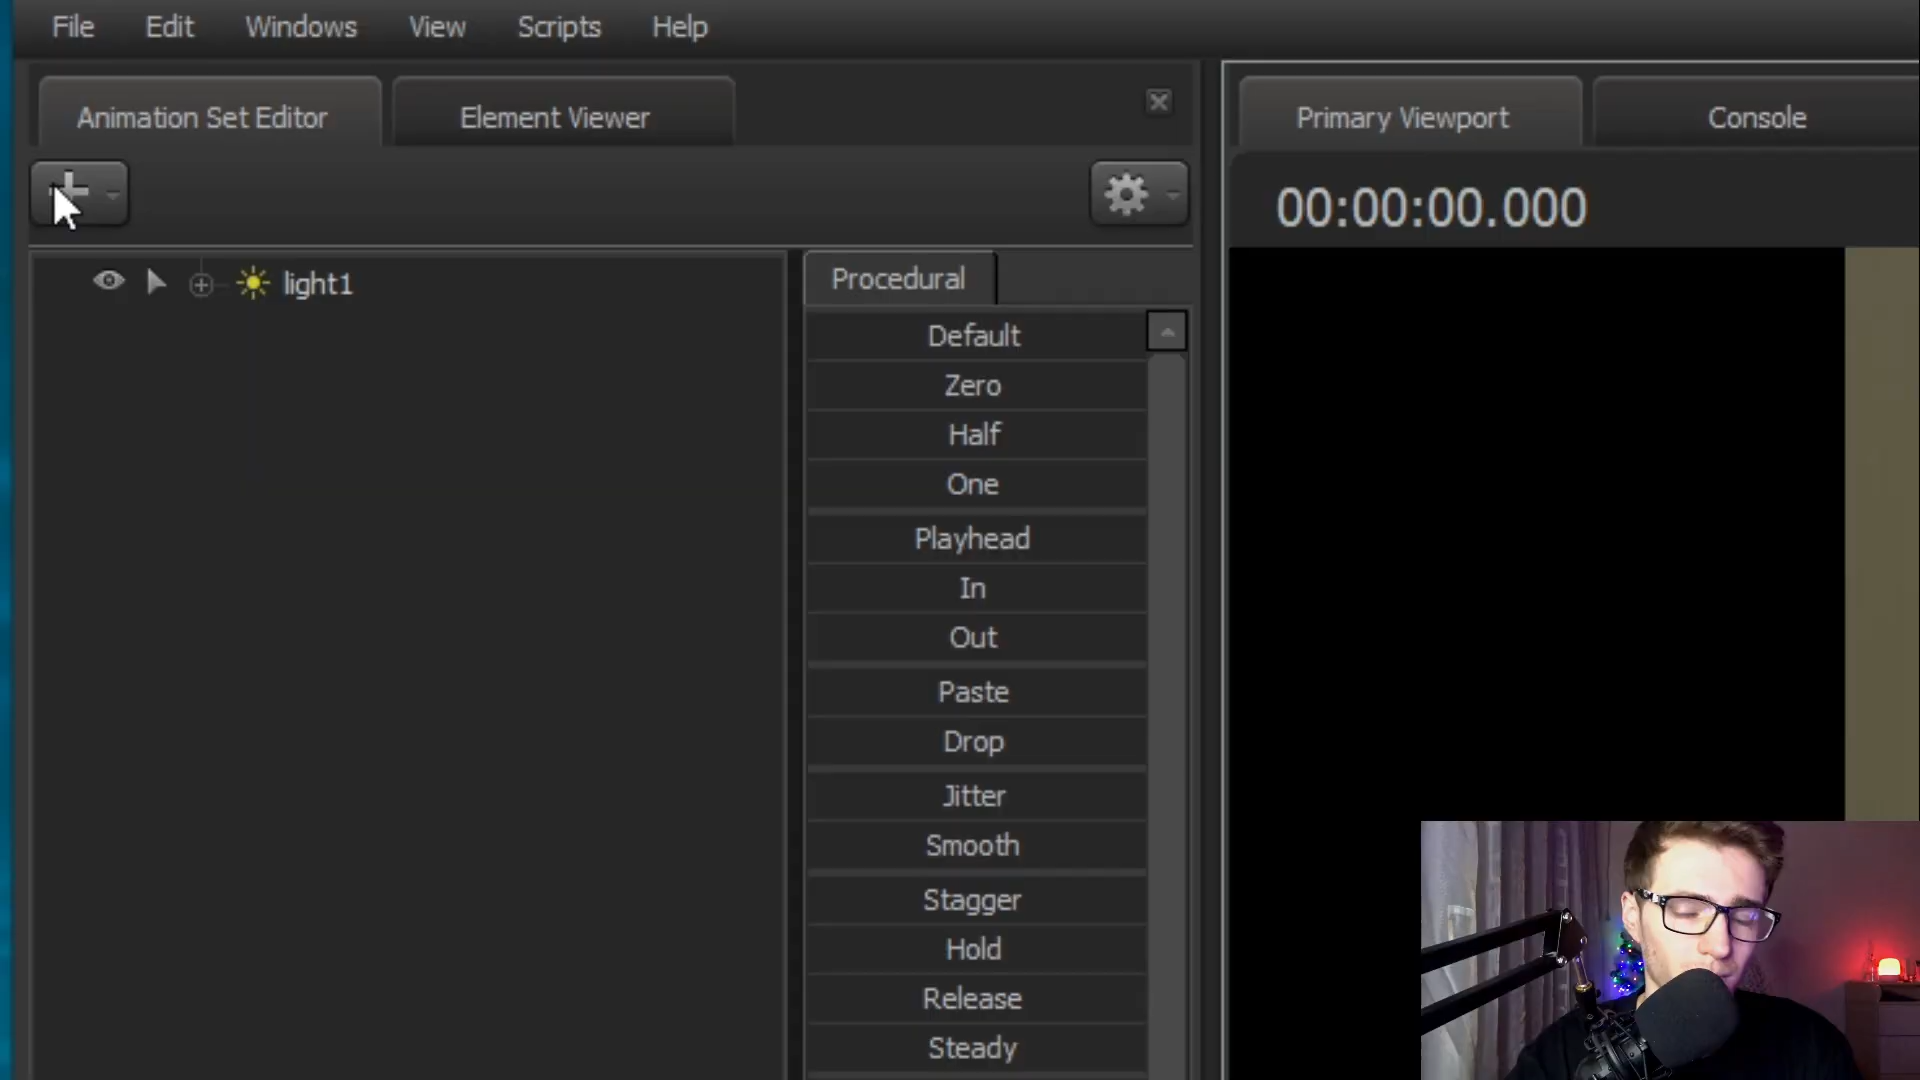 File Edit Windows View Scripts Help
Animation Set Editor Element Viewer
Primary Viewport Console
00:00:00.000
light1
Procedural
Default
Zero
Half
One
Playhead
In
Out
Paste
Drop
Jitter
Smooth
Stagger
Hold
Release
Steady